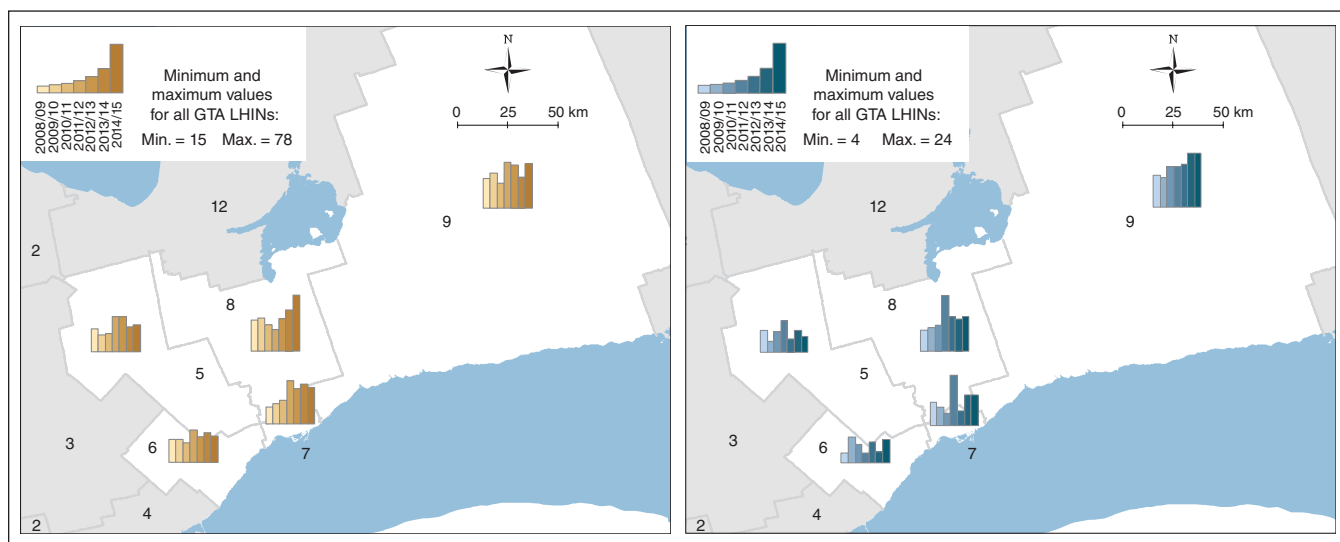 2008/09
2009/10
2010/11
2011/12
2012/13
2013/14
2014/15
Minimum and
maximum values
for all GTA LHINs:
Min. = 15 Max. = 78
N
0 25 50 km
12
9
2
8
5
3
6
7
4
2
2008/09
2009/10
2010/11
2011/12
2012/13
2013/14
2014/15
Minimum and
maximum values
for all GTA LHINs:
Min. = 4 Max. = 24
N
0 25 50 km
12
9
8
5
3
6
7
4
2